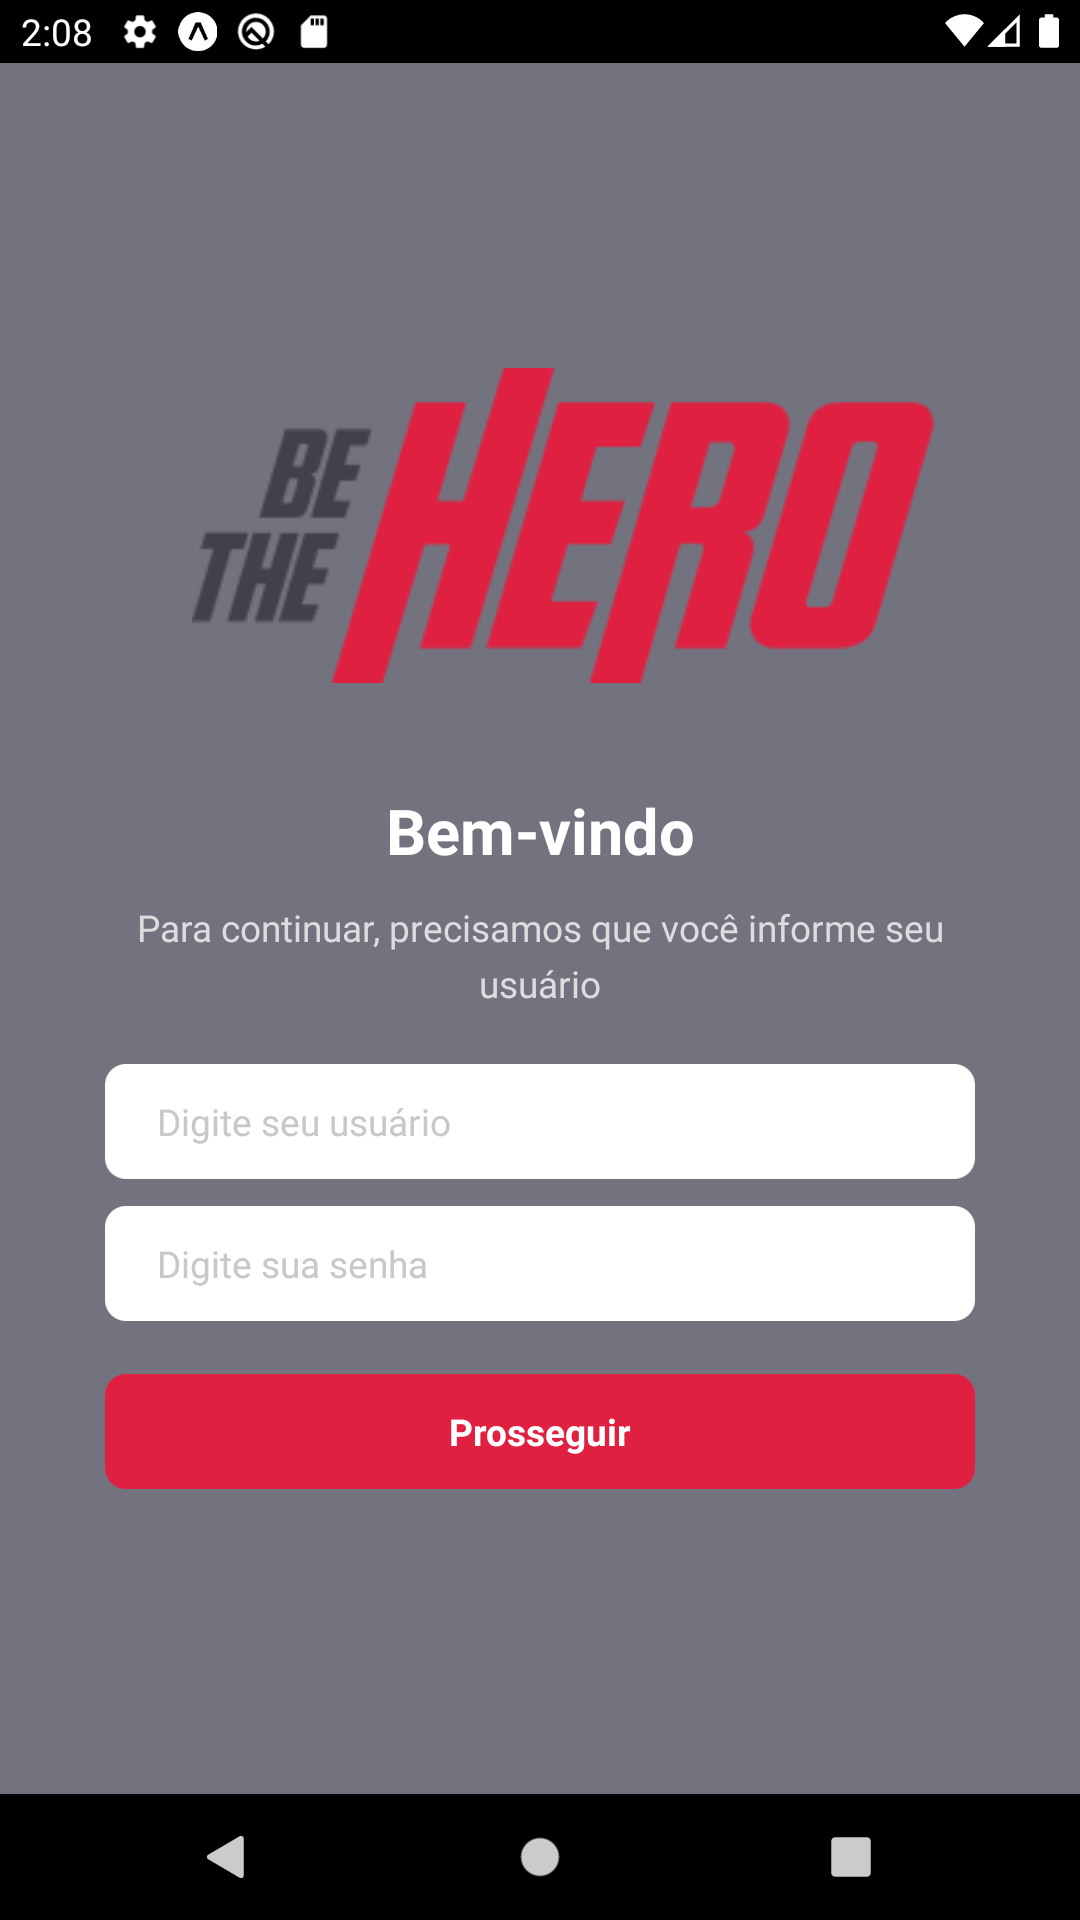 2:08
BE
THE
HERO
Bem-vindo
Para continuar, precisamos que você informe seu
usuário
Digite seu usuário
Digite sua senha
Prosseguir